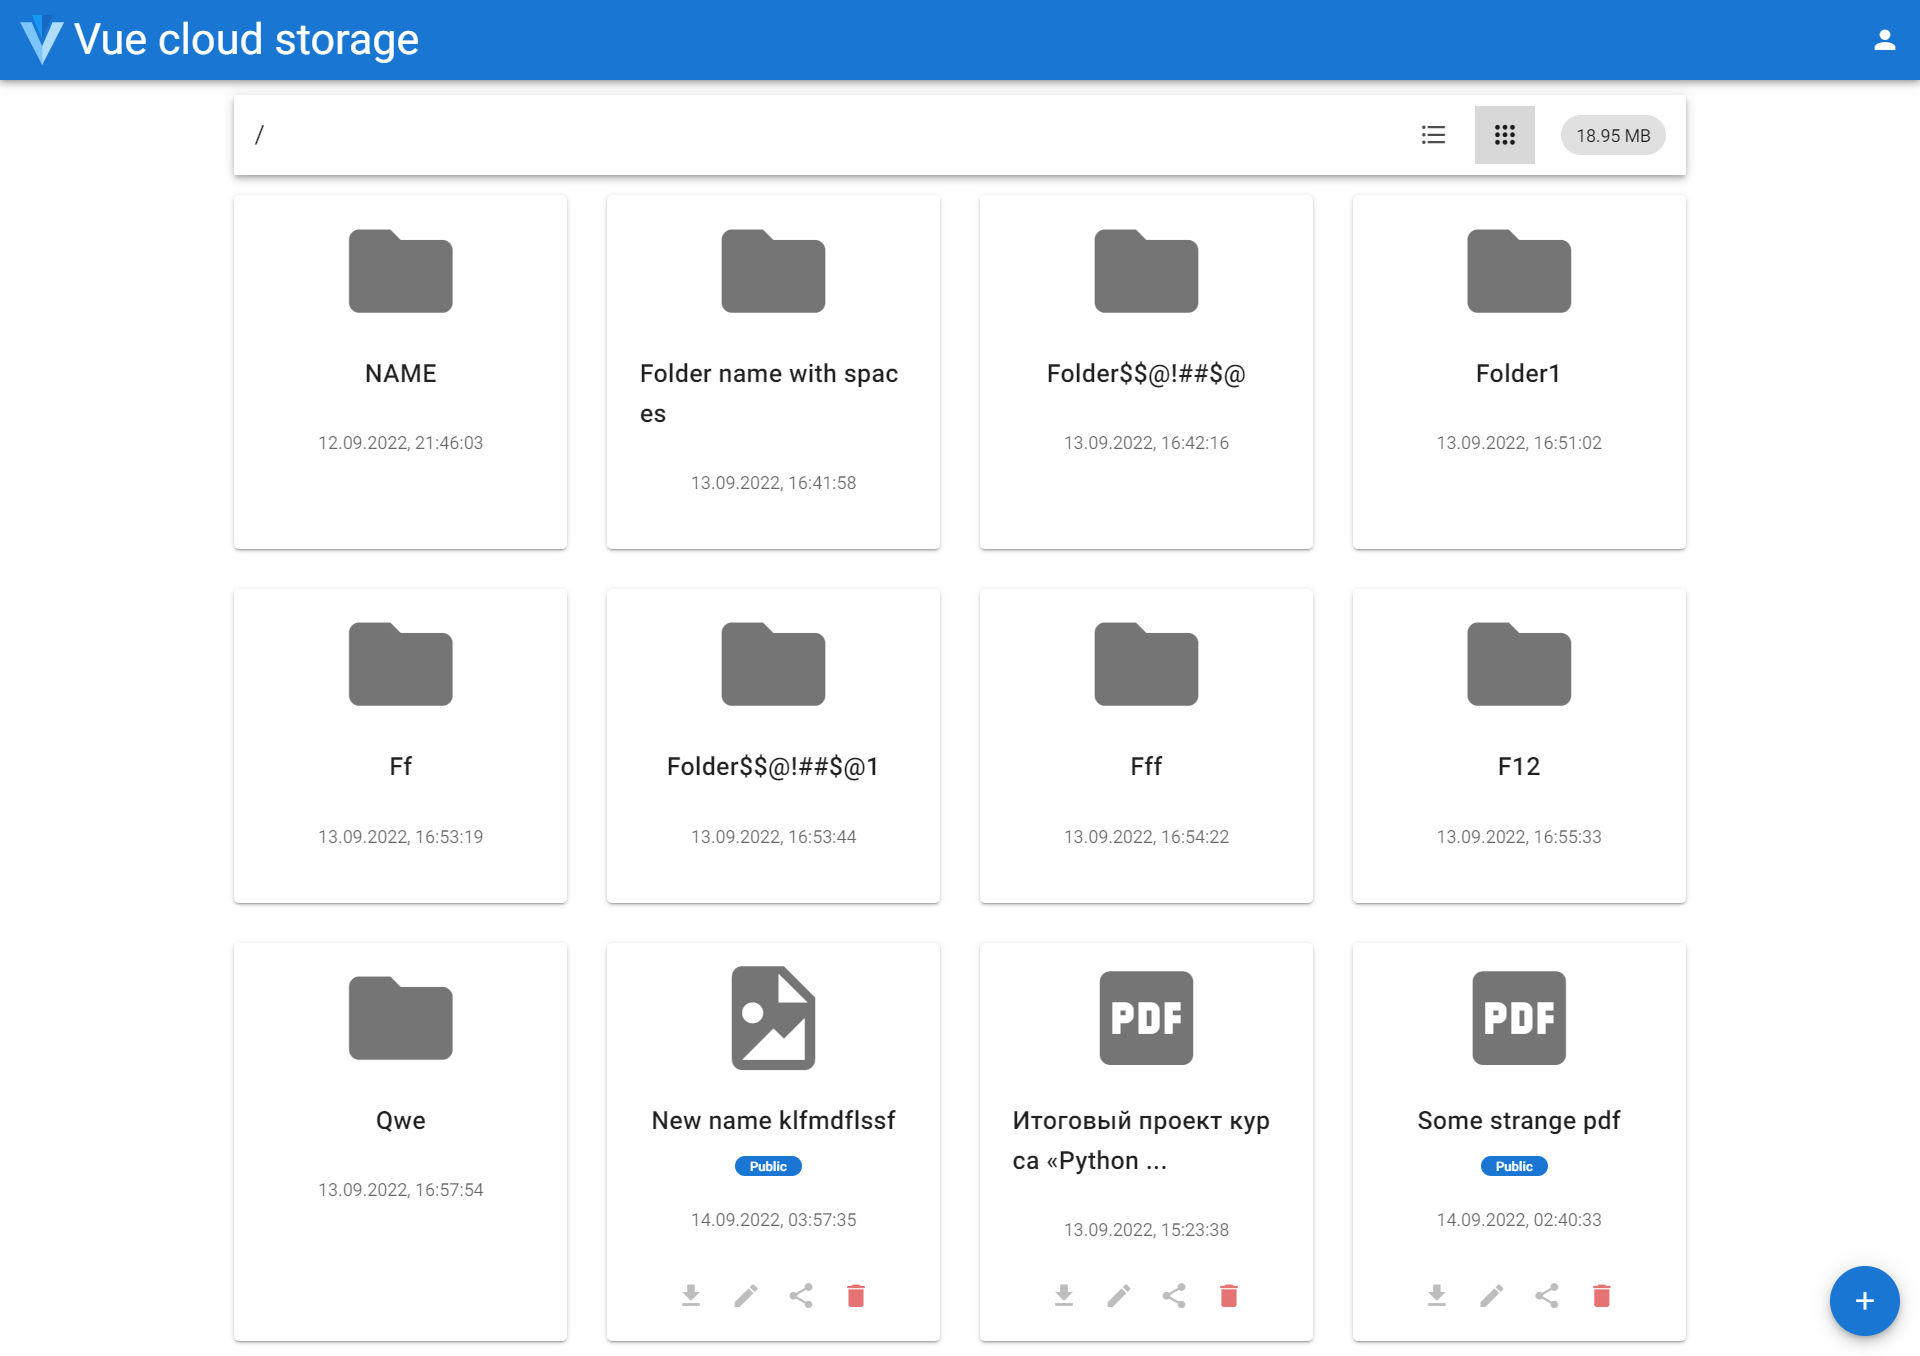 Vue cloud storage
/
18.95 MB
NAME
12.09.2022, 21:46:03
Folder name with spac
es
13.09.2022, 16:41:58
Folder$$@!##$@
13.09.2022, 16:42:16
Folder1
13.09.2022, 16:51:02
Ff
13.09.2022, 16:53:19
Folder$$@!##$@1
13.09.2022, 16:53:44
Fff
13.09.2022, 16:54:22
F12
13.09.2022, 16:55:33
Qwe
13.09.2022, 16:57:54
New name klfmdflssf
Public
14.09.2022, 03:57:35
PDF
Итоговый проект кур
са «Python ...
13.09.2022, 15:23:38
PDF
Some strange pdf
Public
14.09.2022, 02:40:33